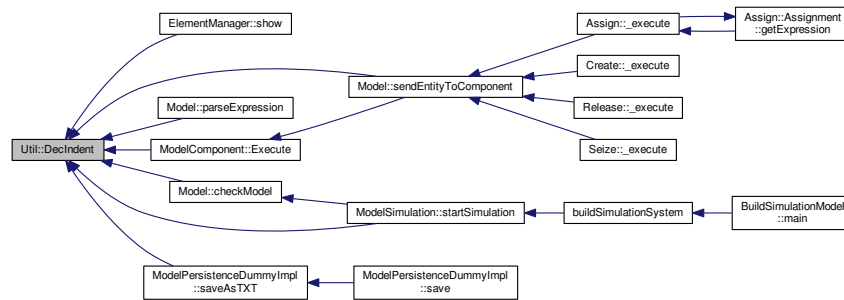 ElementManager::show
Assign::_execute
Assign::Assignment
::getExpression
Create::_execute
Model::sendEntityToComponent
Model::parseExpression
Release::_execute
Util::DecIndent
ModelComponent::Execute
Seize::_execute
Model::checkModel
ModelSimulation::startSimulation
buildSimulationSystem
BuildSimulationModel
::main
ModelPersistenceDummyImpl
::saveAsTXT
ModelPersistenceDummyImpl
::save